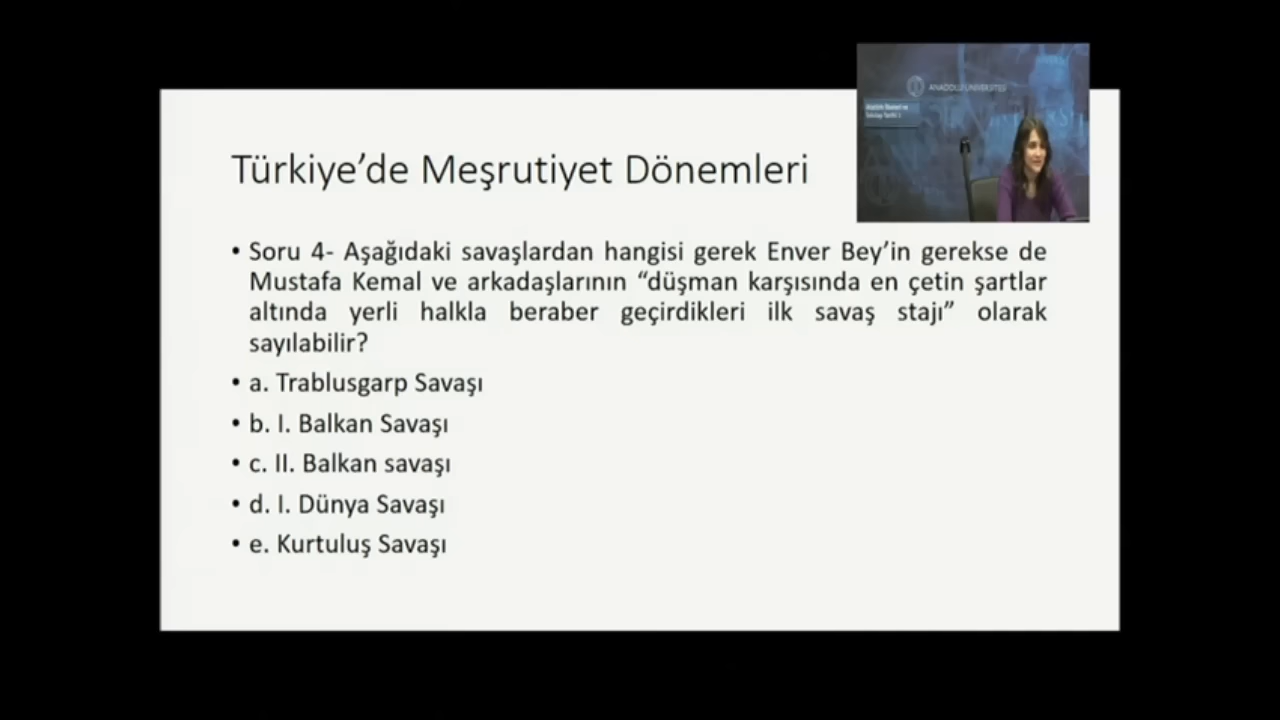 ANADOLU ÜNİVERSİTESİ
Türkiye’de Meşrutiyet Dönemleri
• Soru 4- Aşağıdaki savaşlardan hangisi gerek Enver Bey’in gerekse de
Mustafa Kemal ve arkadaşlarının “düşman karşısında en çetin şartlar
altında yerli halkla beraber geçirdikleri ilk savaş stajı” olarak
sayılabilir?
• a. Trablusgarp Savaşı
• b. I. Balkan Savaşı
• c. II. Balkan savaşı
• d. I. Dünya Savaşı
• e. Kurtuluş Savaşı